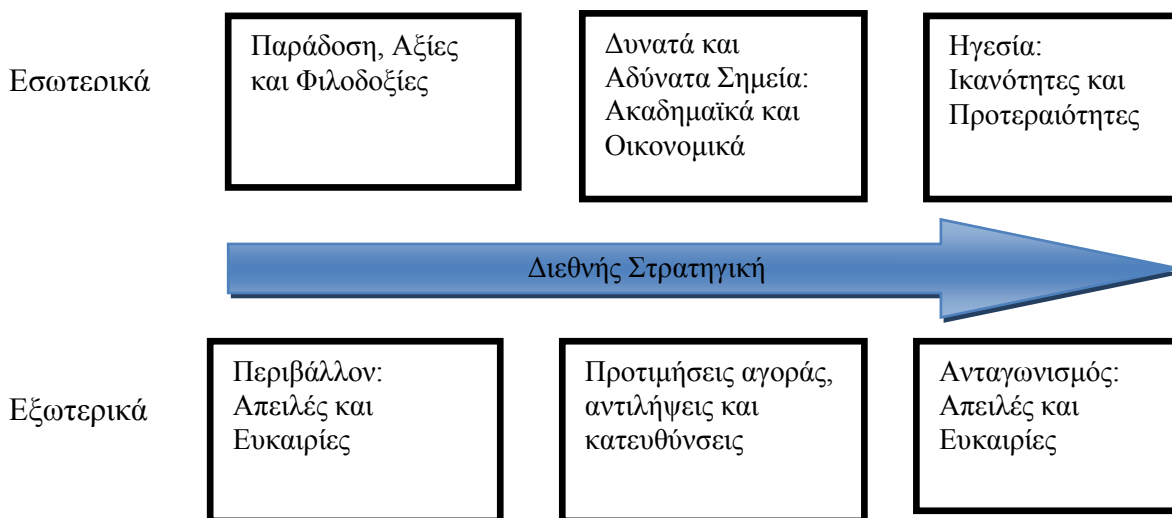 Εσωτερικά
Παράδοση, Αξίες
και Φιλοδοξίες
Δυνατά και
Αδύνατα Σημεία:
Ακαδημαϊκά και
Οικονομικά
Ηγεσία:
Ικανότητες και
Προτεραιότητες
Διεθνής Στρατηγική
Εξωτερικά
Περιβάλλον:
Απειλές και
Ευκαιρίες
Προτιμήσεις αγοράς,
αντιλήψεις και
κατευθύνσεις
Ανταγωνισμός:
Απειλές και
Ευκαιρίες